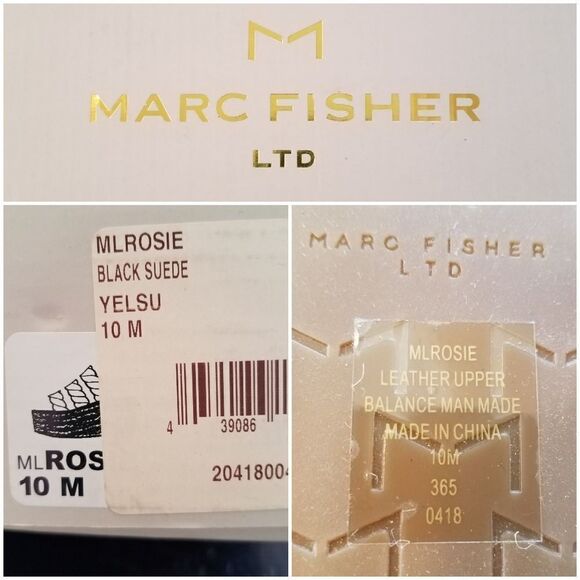 MARC FISHER
LTD
MLROSIE
BLACK SUEDE
YELSU
10 M
4 39086
20418004
MLROS
10 M
MARC FISHER
LTD
MLROSIE
LEATHER UPPER
BALANCE MAN MADE
MADE IN CHINA
10M
365
0418